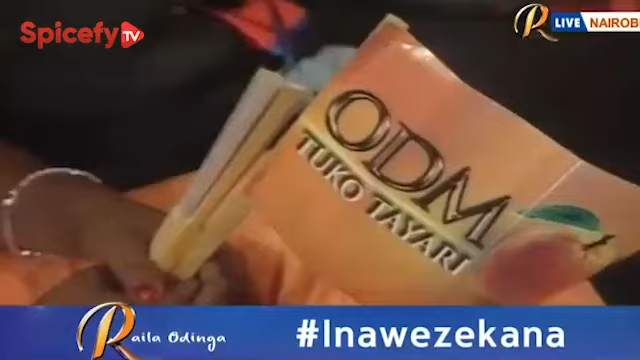 Spicefy TV
R LIVE NAIROBI
ODM
TUKO TAYARI
Raila Odinga
#Inawezekana